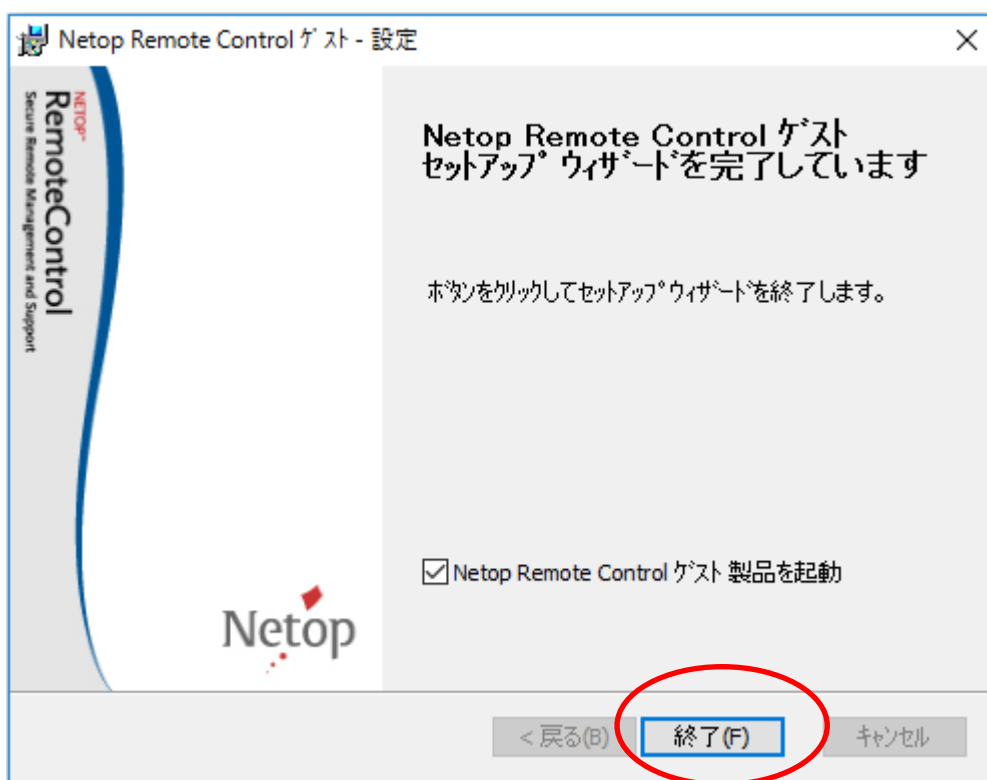 Netop Remote Control ｹﾞｽﾄ - 設定
NETOP™
RemoteControl
Secure Remote Management and Support
Netop Remote Control ｹﾞｽﾄ
ｾｯﾄｱｯﾌﾟ ｳｨｻﾞｰﾄﾞを完了しています
ﾎﾞﾀﾝをｸﾘｯｸしてｾｯﾄｱｯﾌﾟｳｨｻﾞｰﾄﾞを終了します。
Netop Remote Control ｹﾞｽﾄ 製品を起動
Netop
< 戻る(B)
終了(F)
ｷｬﾝｾﾙ